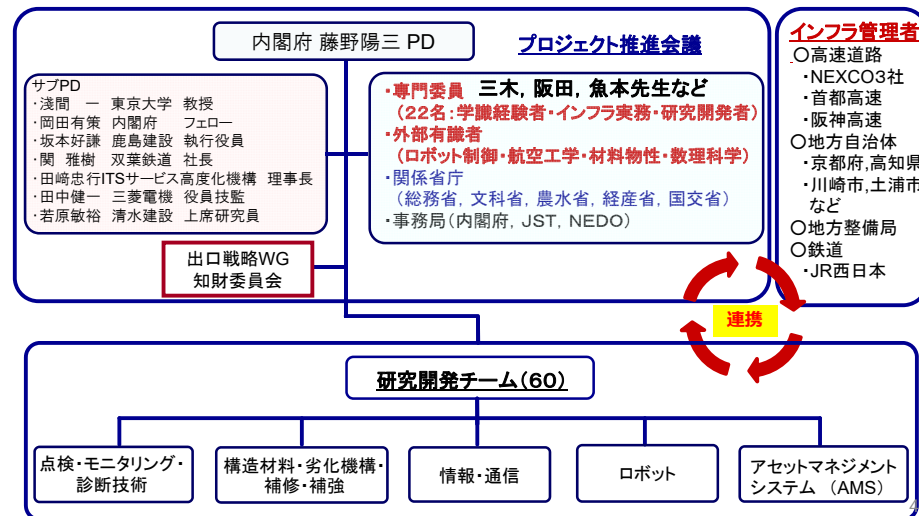 内閣府 藤野陽三 PD
プロジェクト推進会議
サブPD
・淺間 一 東京大学 教授
・岡田有策 内閣府 フェロー
・坂本好謙 鹿島建設 執行役員
・関 雅樹 双葉鉄道 社長
・田﨑忠行ITSサービス高度化機構 理事長
・田中健一 三菱電機 役員技監
・若原敏裕 清水建設 上席研究員
・専門委員 三木, 阪田, 魚本先生など
(22名:学識経験者・インフラ実務・研究開発者)
・外部有識者
(ロボット制御・航空工学・材料物性・数理科学)
・関係省庁
(総務省, 文科省, 農水省, 経産省, 国交省)
・事務局(内閣府, JST, NEDO)
出口戦略WG
知財委員会
インフラ管理者
〇高速道路
・NEXCO3社
・首都高速
・阪神高速
〇地方自治体
・京都府,高知県
・川崎市,土浦市
など
〇地方整備局
〇鉄道
・JR西日本
連携
研究開発チーム(60)
点検・モニタリング・
診断技術
構造材料・劣化機構・
補修・補強
情報・通信
ロボット
アセットマネジメント
システム (AMS)
4